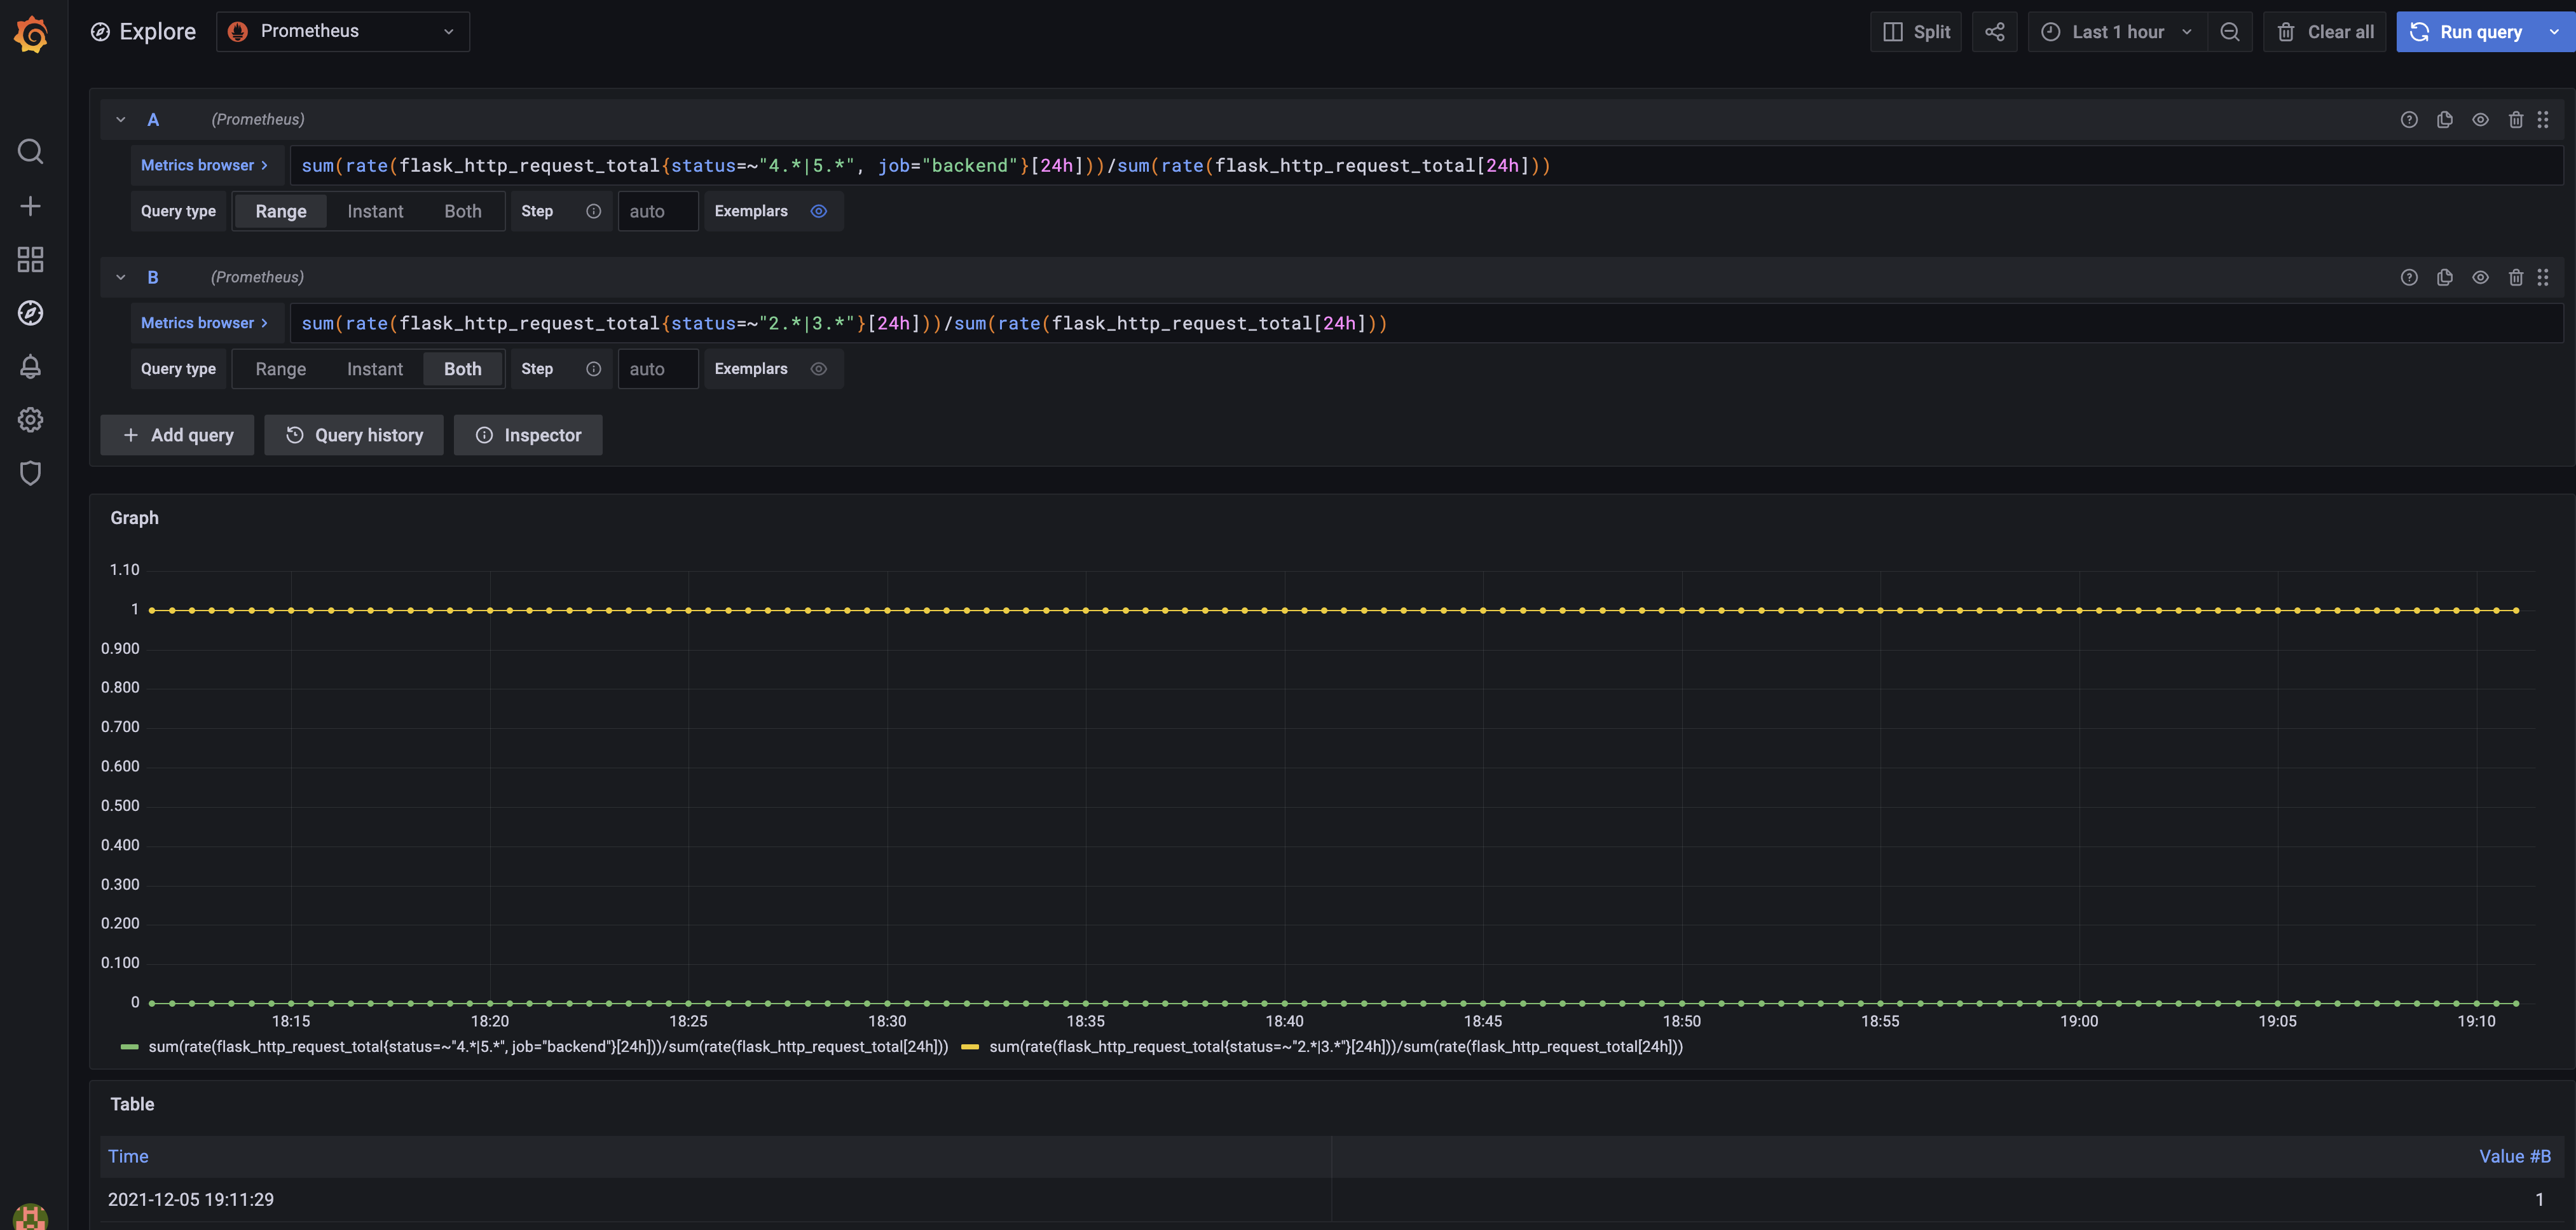 Explore Prometheus Split Last 1 hour Clear all Run query
A (Prometheus)
Metrics browser > sum(rate(flask_http_request_total{status=~"4.*|5.*", job="backend"}[24h]))/sum(rate(flask_http_request_total[24h]))
Query type Range Instant Both Step auto Exemplars
B (Prometheus)
Metrics browser > sum(rate(flask_http_request_total{status=~"2.*|3.*"}[24h]))/sum(rate(flask_http_request_total[24h]))
Query type Range Instant Both Step auto Exemplars
+ Add query Query history Inspector
Graph
1.10
1
0.900
0.800
0.700
0.600
0.500
0.400
0.300
0.200
0.100
0
18:15 18:20 18:25 18:30 18:35 18:40 18:45 18:50 18:55 19:00 19:05 19:10
sum(rate(flask_http_request_total{status=~"4.*|5.*", job="backend"}[24h]))/sum(rate(flask_http_request_total[24h])) sum(rate(flask_http_request_total{status=~"2.*|3.*"}[24h]))/sum(rate(flask_http_request_total[24h]))
Table
Time Value #B
2021-12-05 19:11:29 1